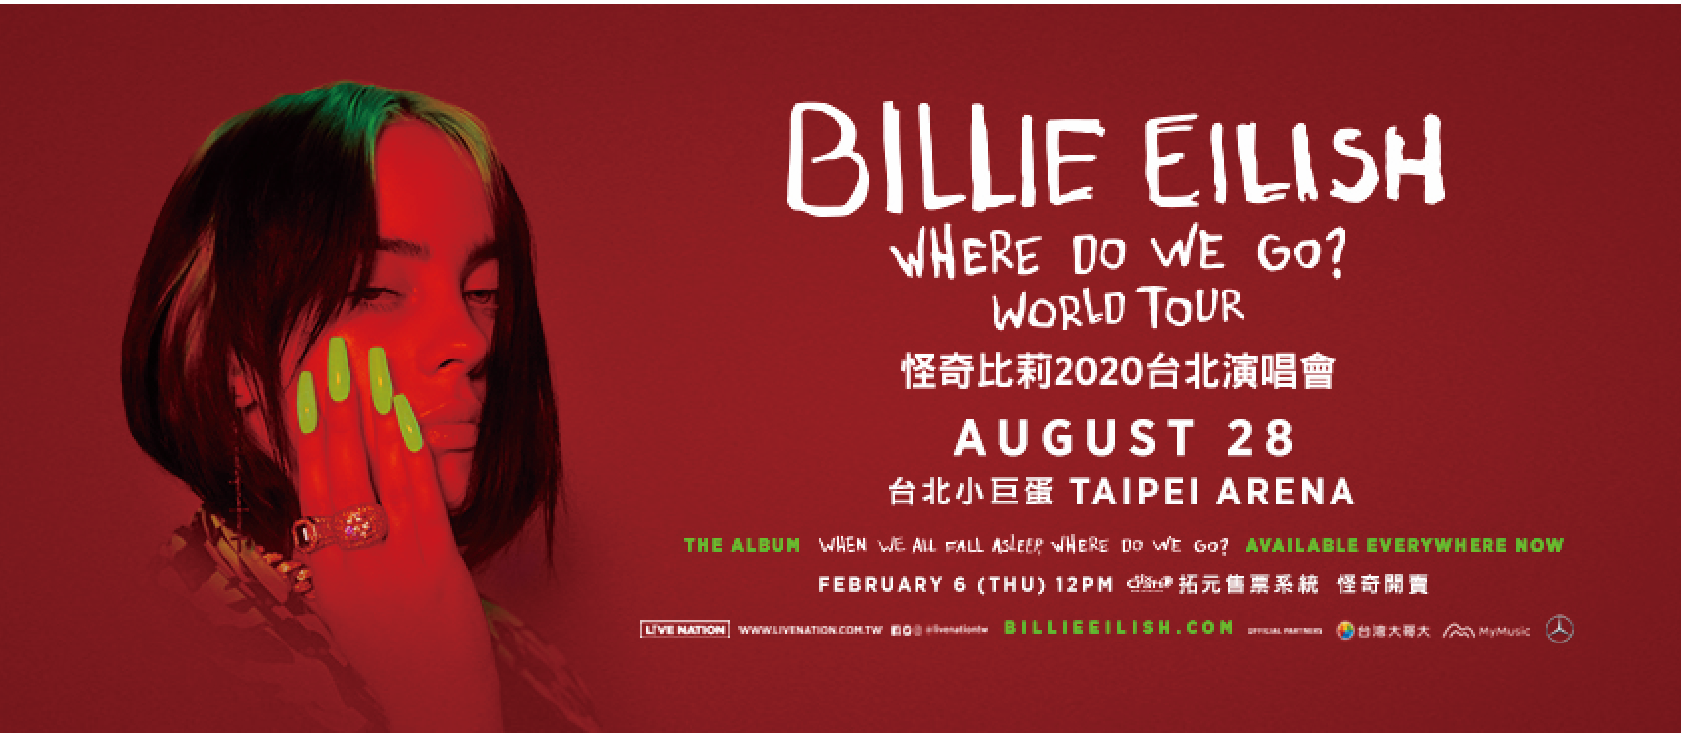 BILLIE EILISH
WHERE DO WE GO?
WORLD TOUR
怪奇比莉2020台北演唱會
AUGUST 28
台北小巨蛋 TAIPEI ARENA
THE ALBUM WHEN WE ALL FALL ASLEEP, WHERE DO WE GO? AVAILABLE EVERYWHERE NOW
FEBRUARY 6 (THU) 12PM 拓元售票系統 怪奇開賣
LIVE NATION WWW.LIVENATION.COM.TW @livenationtw BILLIEEILISH.COM OFFICIAL PARTNERS 台灣大哥大 MyMusic